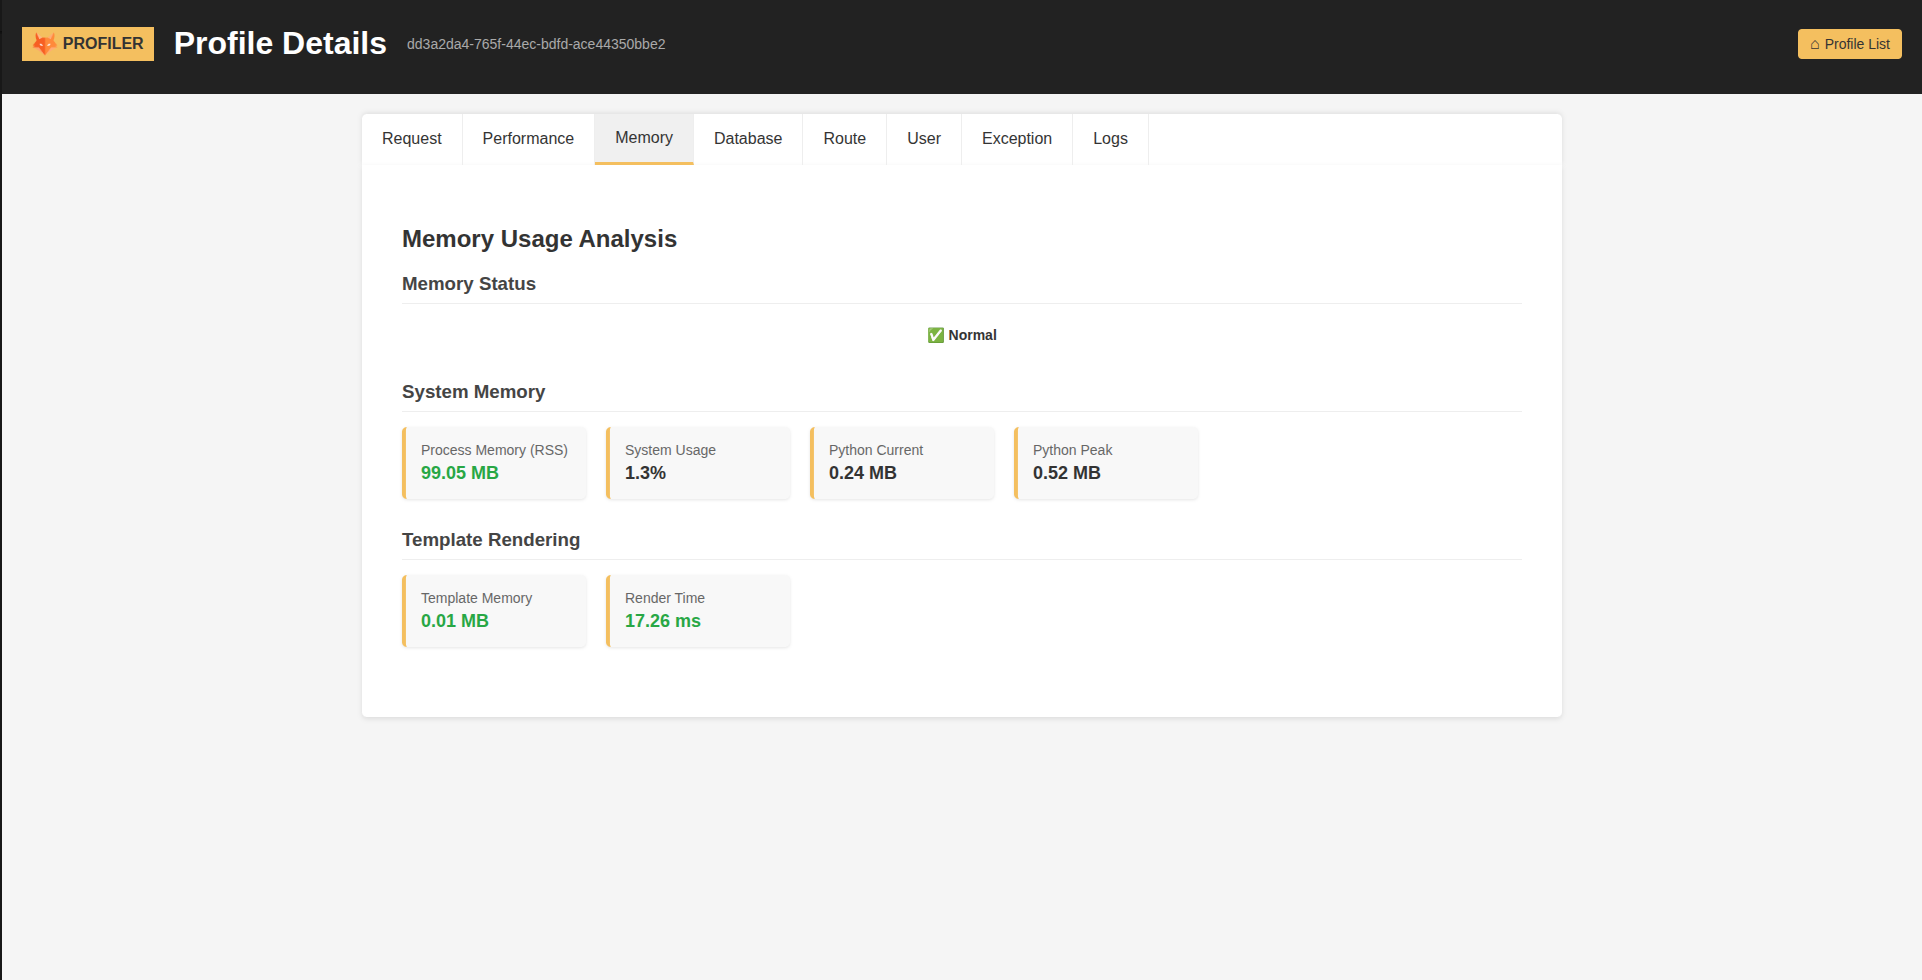 PROFILER
Profile Details
dd3a2da4-765f-44ec-bdfd-ace44350bbe2
⌂ Profile List
Request Performance Memory Database Route User Exception Logs
Memory Usage Analysis
Memory Status
✅ Normal
System Memory
Process Memory (RSS)
99.05 MB
System Usage
1.3%
Python Current
0.24 MB
Python Peak
0.52 MB
Template Rendering
Template Memory
0.01 MB
Render Time
17.26 ms